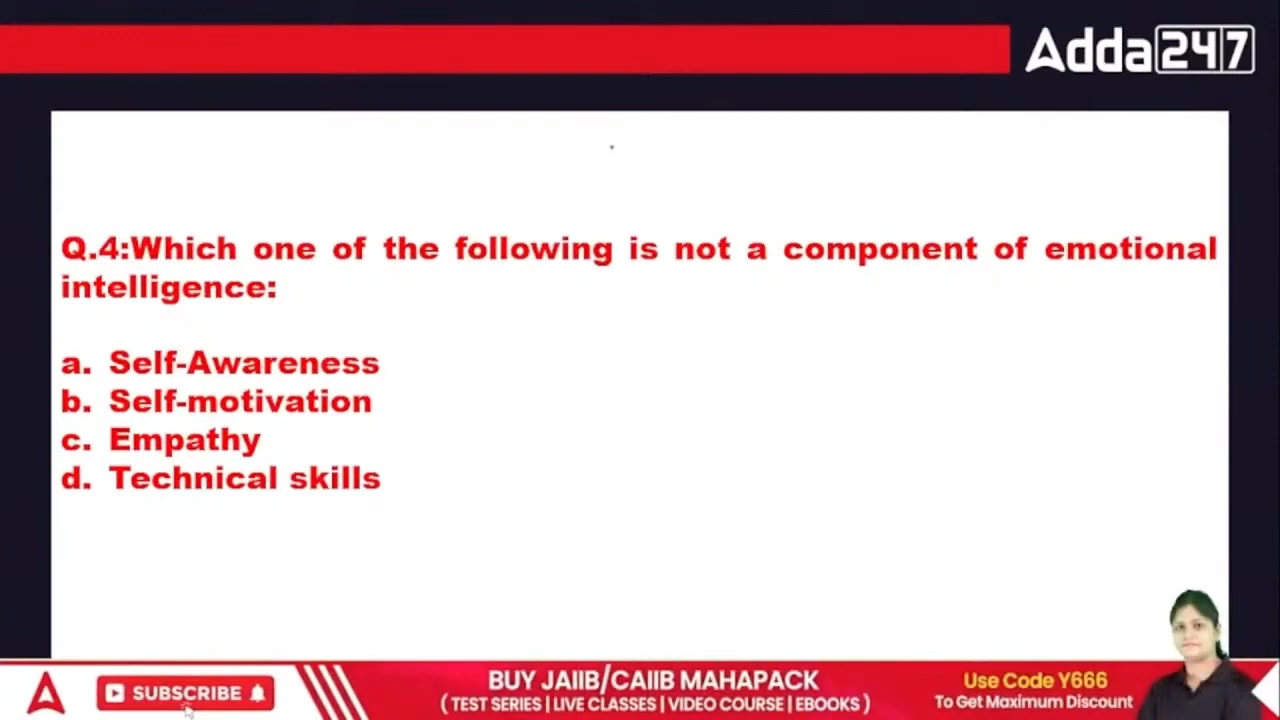 Adda247
Q.4:Which one of the following is not a component of emotional
intelligence:
a. Self-Awareness
b. Self-motivation
c. Empathy
d. Technical skills
SUBSCRIBE
BUY JAIIB/CAIIB MAHAPACK
( TEST SERIES | LIVE CLASSES | VIDEO COURSE | EBOOKS )
Use Code Y666
To Get Maximum Discount